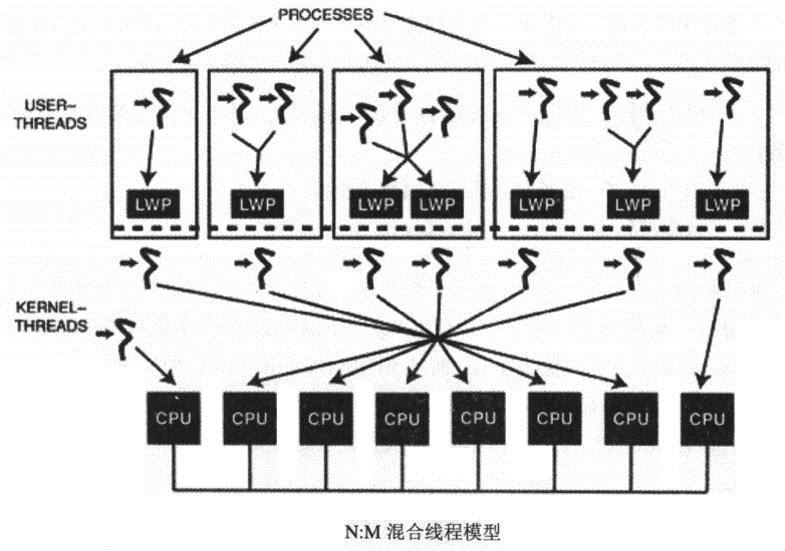 PROCESSES
USER-
THREADS
LWP
LWP
LWP
LWP
LWP
LWP
LWP
KERNEL-
THREADS
CPU
CPU
CPU
CPU
CPU
CPU
CPU
CPU
N:M 混合线程模型